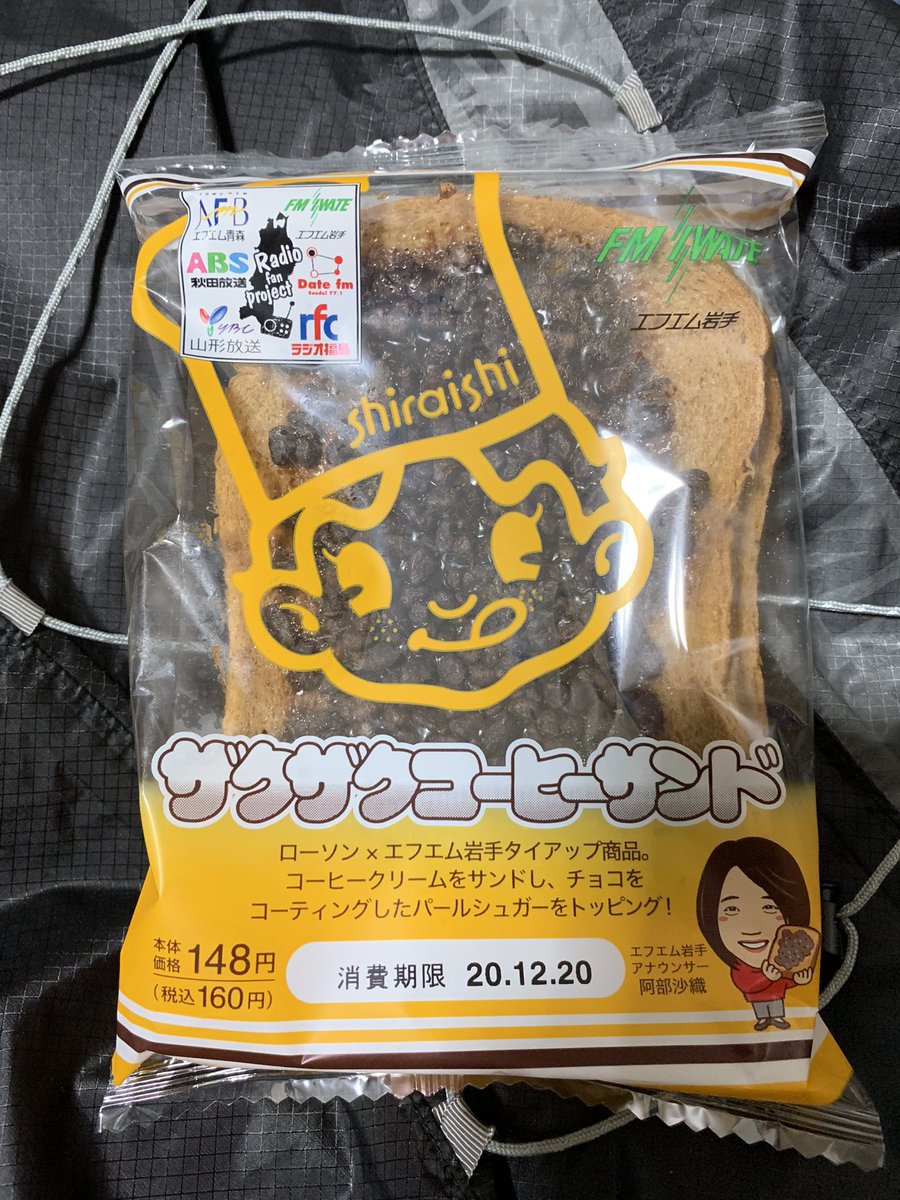 AFB
エフエム青森
FM IWATE
エフエム岩手
ABS
秋田放送
Radio
fan
project
Date fm
Sendai 77.1
YBC
山形放送
rfc
ラジオ福島
FM IWATE
エフエム岩手
shiraishi
ザクザクコーヒーサンド
ローソン×エフエム岩手タイアップ商品。
コーヒークリームをサンドし、チョコを
コーティングしたパールシュガーをトッピング!
本体
価格 148円
(税込160円)
消費期限 20.12.20
エフエム岩手
アナウンサー
阿部沙織